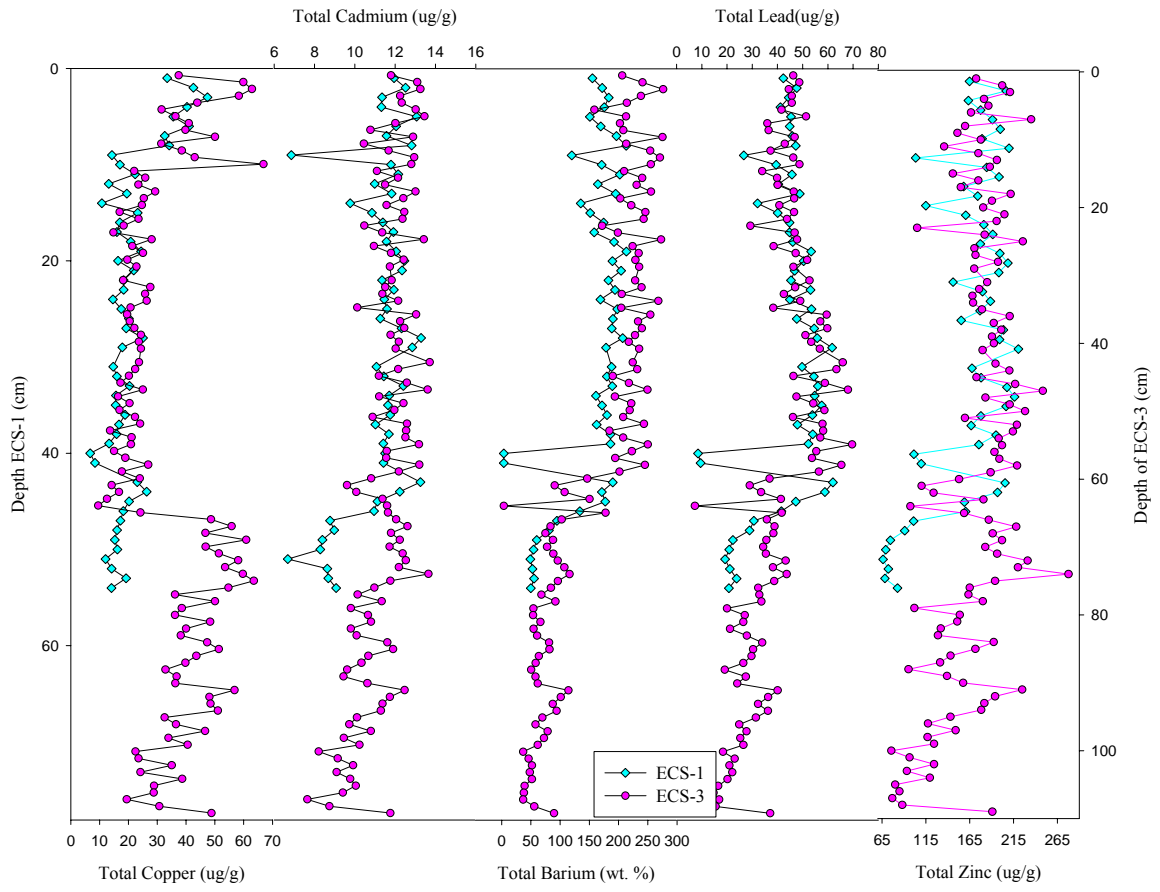 Total Cadmium (ug/g)
Total Lead(ug/g)
6 8 10 12 14 16
0 10 20 30 40 50 60 70 80
0
20
40
60
Depth ECS-1 (cm)
0
20
40
60
80
100
Depth of ECS-3 (cm)
ECS-1
ECS-3
0 10 20 30 40 50 60 70
0 50 100 150 200 250 300
65 115 165 215 265
Total Copper (ug/g)
Total Barium (wt. %)
Total Zinc (ug/g)